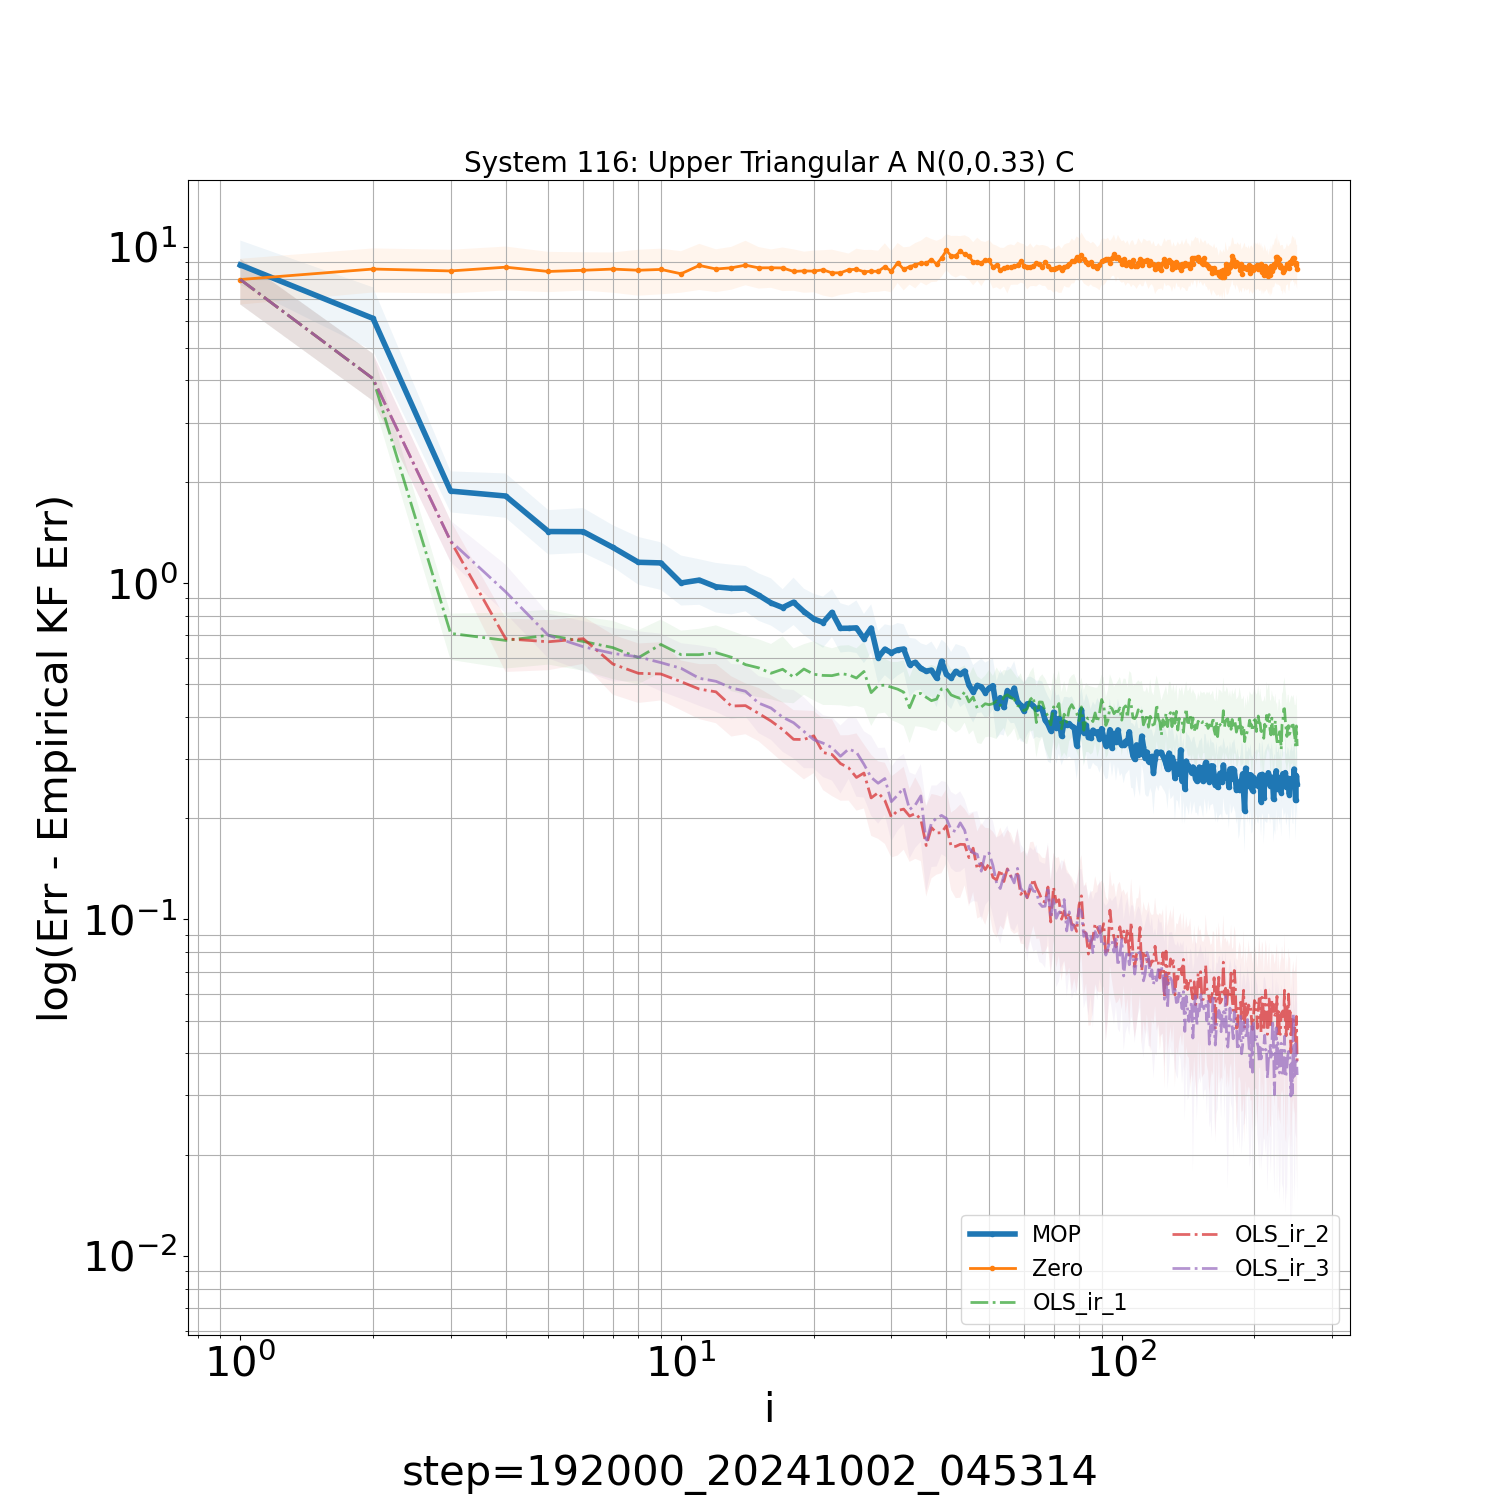 System 116: Upper Triangular A N(0,0.33) C
log(Err - Empirical KF Err)
10¹
10⁰
10⁻¹
10⁻²
MOP
Zero
OLS_ir_1
OLS_ir_2
OLS_ir_3
10⁰ 10¹ 10²
i
step=192000_20241002_045314